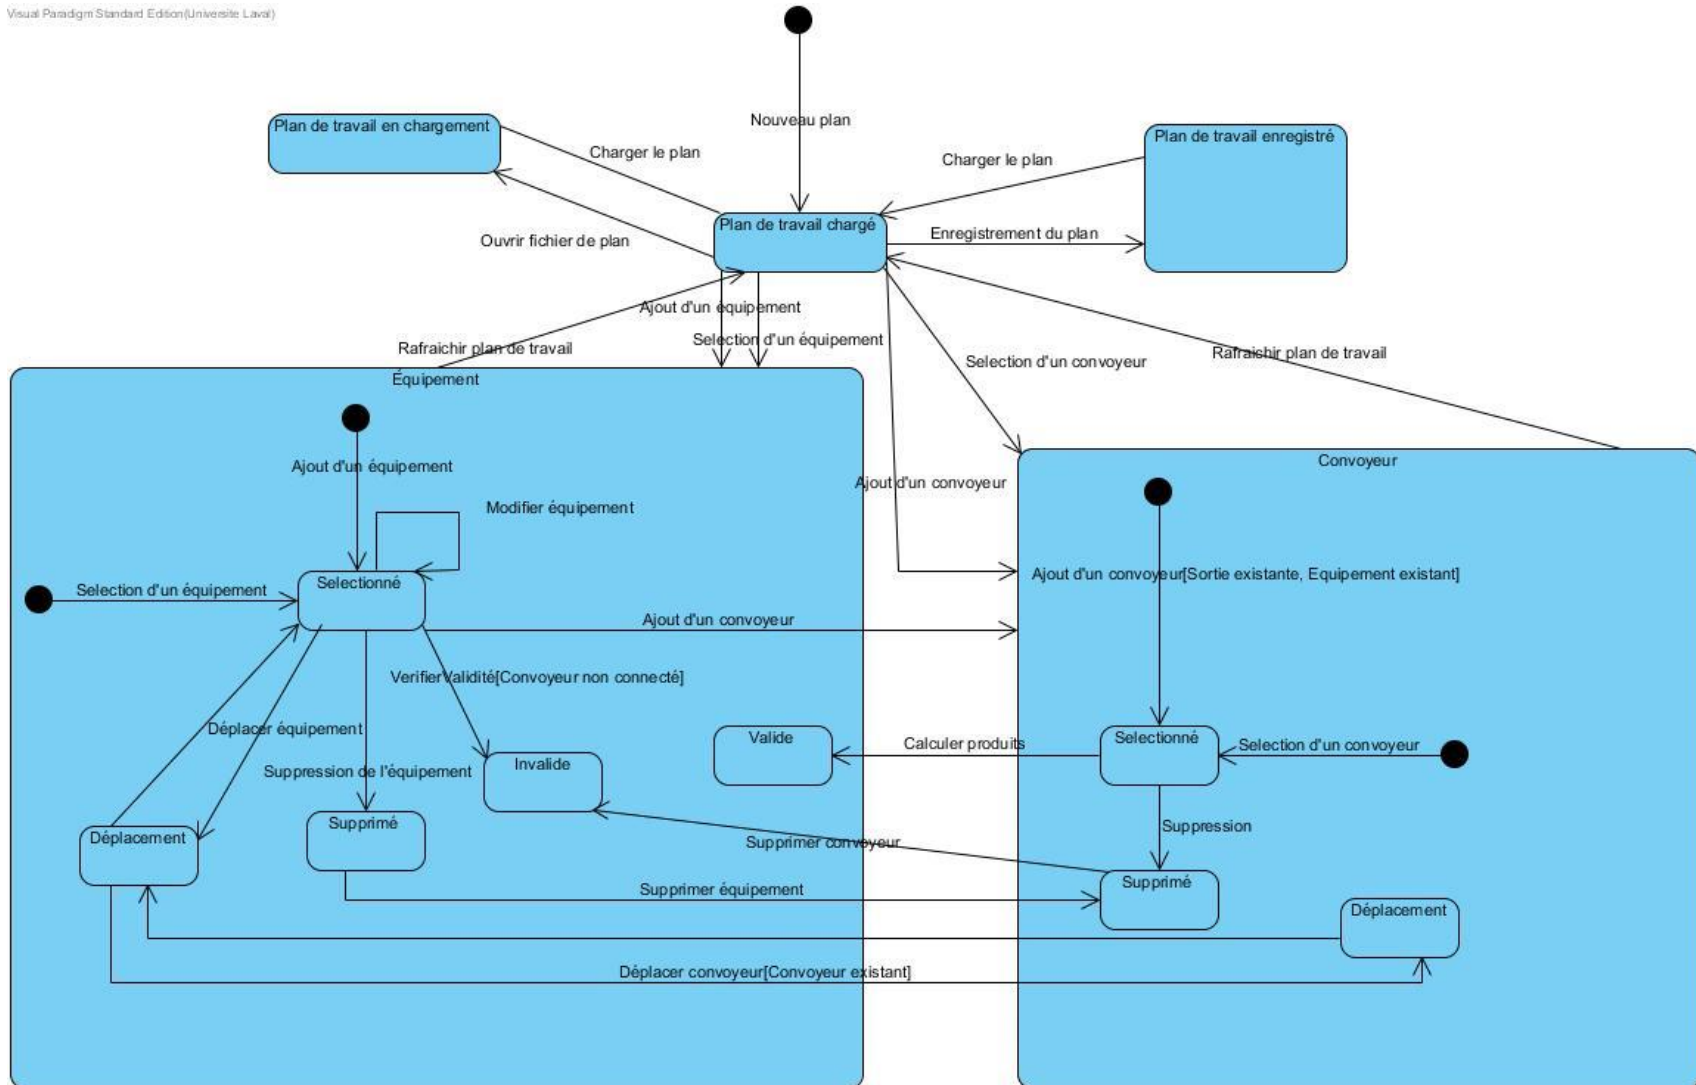 Visual Paradigm Standard Edition(Universite Laval)
Nouveau plan
Plan de travail en chargement
Plan de travail enregistré
Charger le plan
Charger le plan
Plan de travail chargé
Enregistrement du plan
Ouvrir fichier de plan
Ajout d'un équipement
Selection d'un équipement
Rafraichir plan de travail
Selection d'un convoyeur
Rafraichir plan de travail
Équipement
Convoyeur
Ajout d'un équipement
Ajout d'un convoyeur
Modifier équipement
Selectionné
Ajout d'un convoyeur[Sortie existante, Equipement existant]
Selection d'un équipement
Ajout d'un convoyeur
VerifierValidité[Convoyeur non connecté]
Déplacer équipement
Valide
Calculer produits
Selectionné
Selection d'un convoyeur
Suppression de l'équipement
Invalide
Supprimé
Déplacement
Suppression
Supprimer convoyeur
Supprimer équipement
Supprimé
Déplacement
Déplacer convoyeur[Convoyeur existant]